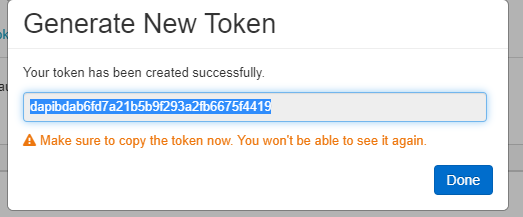 Generate New Token
Your token has been created successfully.
dapibdab6fd7a21b5b9f293a2fb6675f4419
Make sure to copy the token now. You won't be able to see it again.
Done